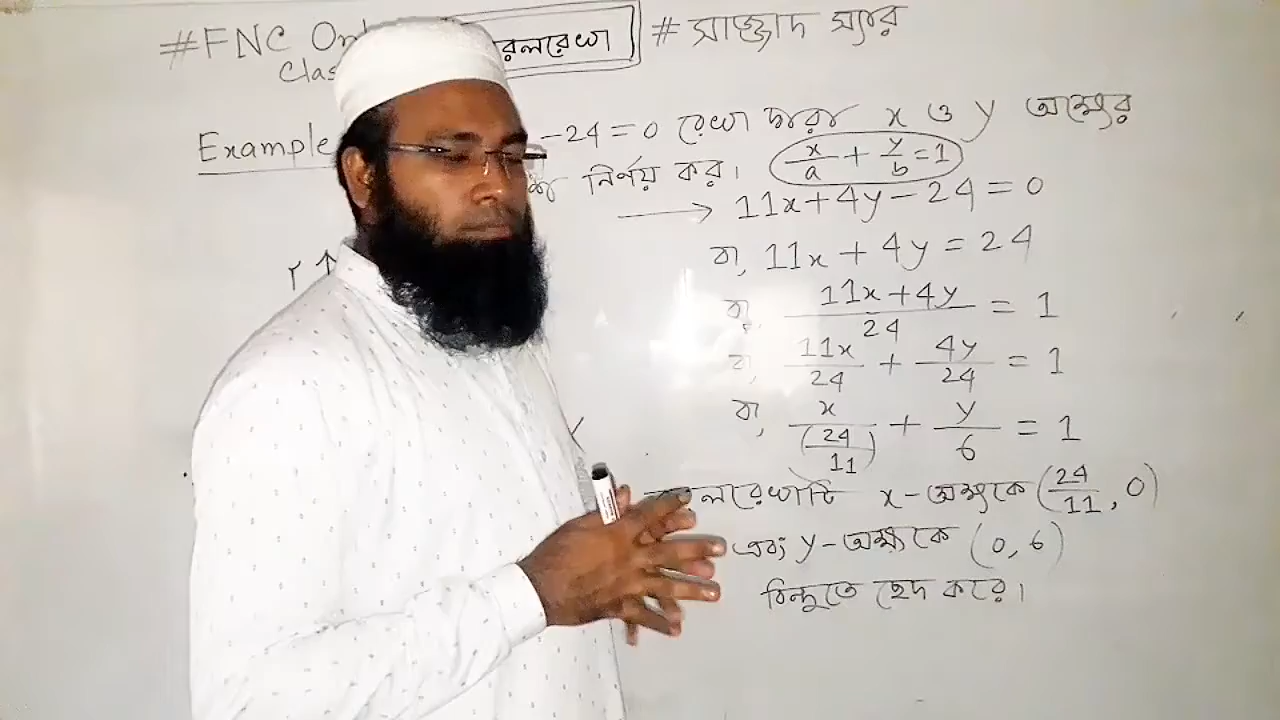 #FNC Onl
Clas
রলরেখা
# সাজ্জাদ স্যার
Example
-24=0 রেখা দ্বারা x ও y অক্ষের
নির্ণয় কর। x/a + y/b = 1
→ 11x+4y-24=0
বা, 11x+4y=24
বা, (11x+4y)/24 = 1
বা, 11x/24 + 4y/24 = 1
বা, x/(24/11) + y/6 = 1
লরেখাটি x-অক্ষকে (24/11, 0)
এবং y-অক্ষকে (0, 6)
বিন্দুতে ছেদ করে।